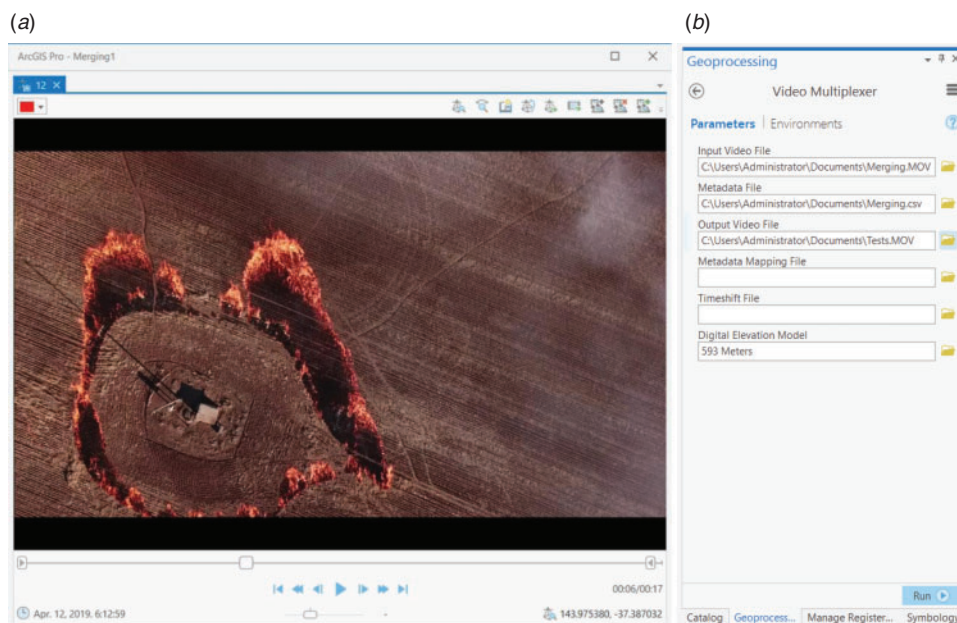 (a)
ArcGIS Pro - Merging1
12
00:06/00:17
Apr. 12, 2019. 6:12:59
143.975380, -37.387032
(b)
Geoprocessing
Video Multiplexer
Parameters | Environments
Input Video File
C:\Users\Administrator\Documents\Merging.MOV
Metadata File
C:\Users\Administrator\Documents\Merging.csv
Output Video File
C:\Users\Administrator\Documents\Tests.MOV
Metadata Mapping File
Timeshift File
Digital Elevation Model
593 Meters
Run
Catalog Geoprocess... Manage Register... Symbology